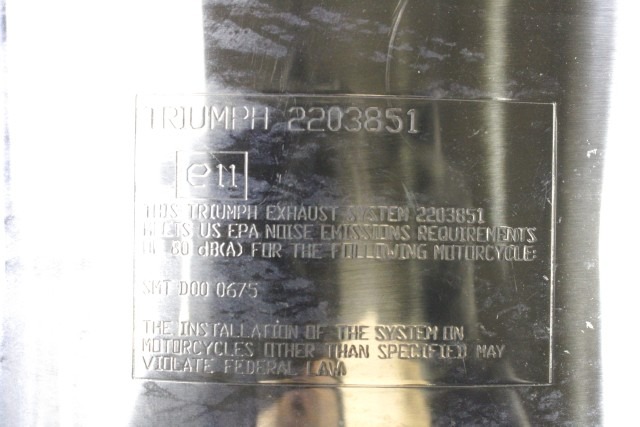 TRIUMPH 2203851
e11
THIS TRIUMPH EXHAUST SYSTEM 2203851
MEETS US EPA NOISE EMISSIONS REQUIREMENTS
OF 80 dB(A) FOR THE FOLLOWING MOTORCYCLE:
SMT D00 0675
THE INSTALLATION OF THE SYSTEM ON
MOTORCYCLES OTHER THAN SPECIFIED MAY
VIOLATE FEDERAL LAW